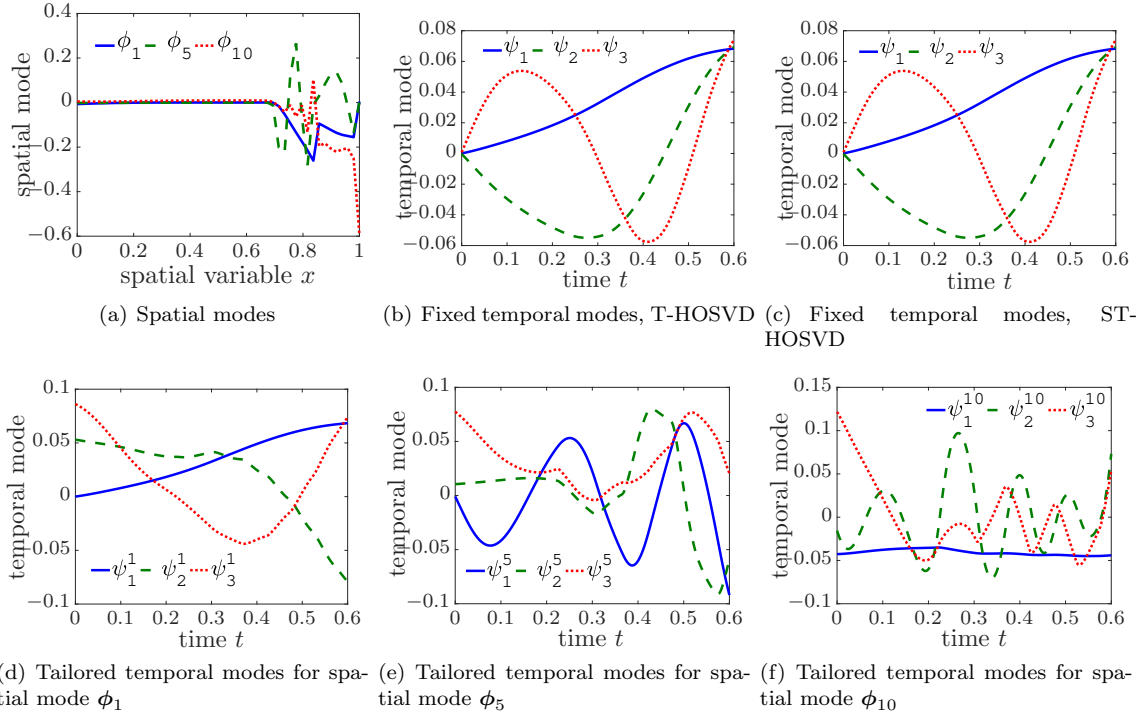 0.4
0.2
0
−0.2
−0.4
−0.6
ϕ1 ϕ5 ϕ10
spatial mode
0 0.2 0.4 0.6 0.8 1
spatial variable x
(a) Spatial modes
0.08
0.06
0.04
0.02
0
−0.02
−0.04
−0.06
ψ1 ψ2 ψ3
temporal mode
0 0.1 0.2 0.3 0.4 0.5 0.6
time t
(b) Fixed temporal modes, T-HOSVD
0.08
0.06
0.04
0.02
0
−0.02
−0.04
−0.06
ψ1 ψ2 ψ3
temporal mode
0 0.1 0.2 0.3 0.4 0.5 0.6
time t
(c) Fixed temporal modes, ST-
HOSVD
0.1
0.05
0
−0.05
−0.1
temporal mode
ψ₁¹ ψ₂¹ ψ₃¹
0 0.1 0.2 0.3 0.4 0.5 0.6
time t
(d) Tailored temporal modes for spa-
tial mode ϕ1
0.1
0.05
0
−0.05
−0.1
temporal mode
ψ₁⁵ ψ₂⁵ ψ₃⁵
0 0.1 0.2 0.3 0.4 0.5 0.6
time t
(e) Tailored temporal modes for spa-
tial mode ϕ5
0.15
0.1
0.05
0
−0.05
−0.1
ψ₁¹⁰ ψ₂¹⁰ ψ₃¹⁰
temporal mode
0 0.1 0.2 0.3 0.4 0.5 0.6
time t
(f) Tailored temporal modes for spa-
tial mode ϕ10